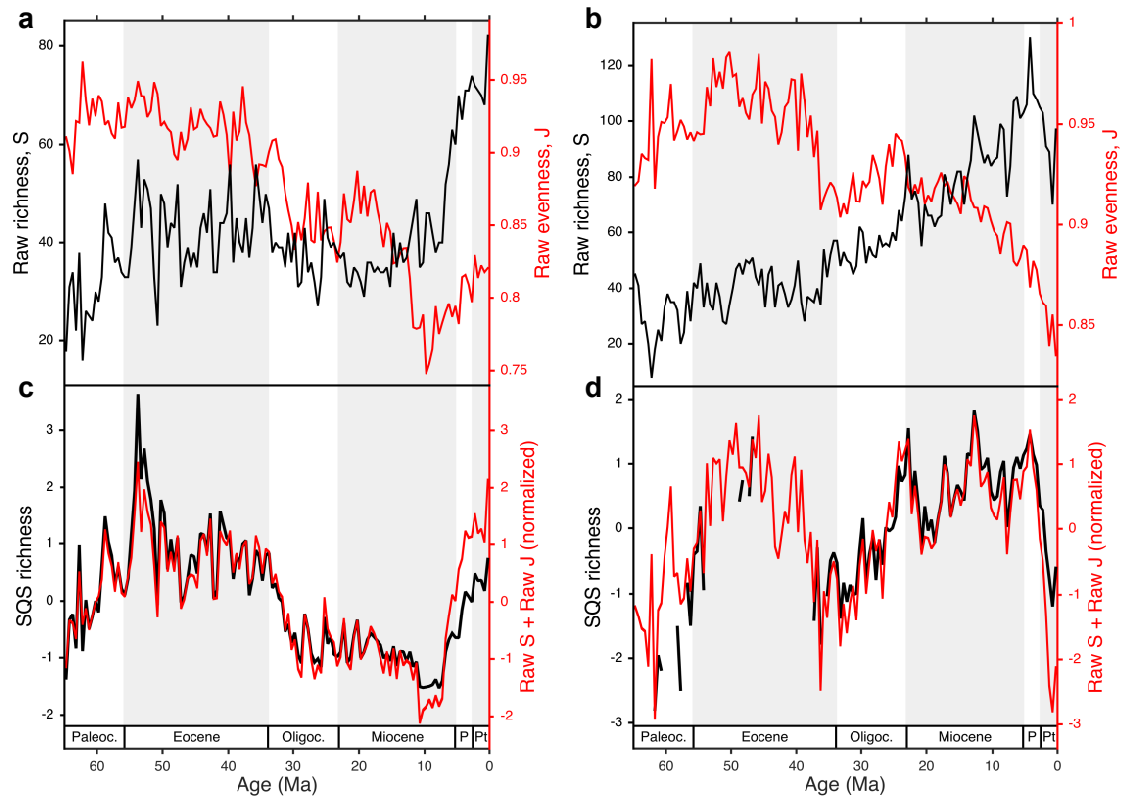 a
80
60
40
20
Raw richness, S
0.95
0.9
0.85
0.8
0.75
Raw evenness, J
b
120
100
80
60
40
20
Raw richness, S
1
0.95
0.9
0.85
Raw evenness, J
c
3
2
1
0
-1
-2
SQS richness
3
2
1
0
-1
-2
Raw S + Raw J (normalized)
Paleoc. Eocene Oligoc. Miocene P Pt
60 50 40 30 20 10 0
Age (Ma)
d
2
1
0
-1
-2
-3
SQS richness
2
1
0
-1
-2
-3
Raw S + Raw J (normalized)
Paleoc. Eocene Oligoc. Miocene P Pt
60 50 40 30 20 10 0
Age (Ma)